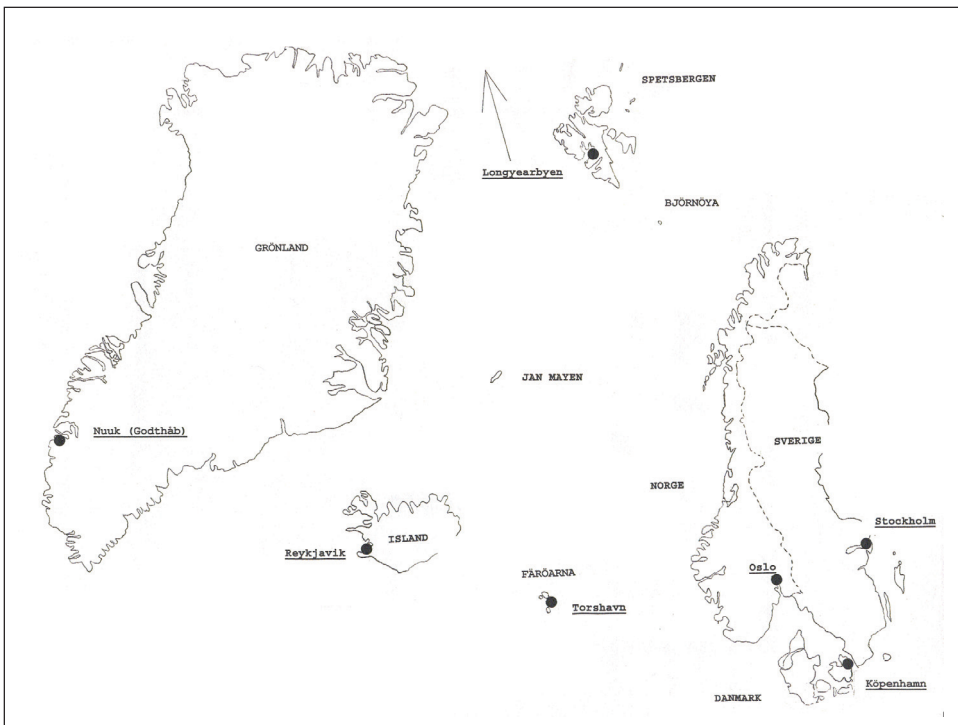 SPETSBERGEN
Longyearbyen
BJÖRNÖYA
GRÖNLAND
JAN MAYEN
Nuuk (Godthåb)
SVERIGE
NORGE
Stockholm
ISLAND
Reykjavik
Oslo
FÄRÖARNA
Torshavn
Köpenhamn
DANMARK